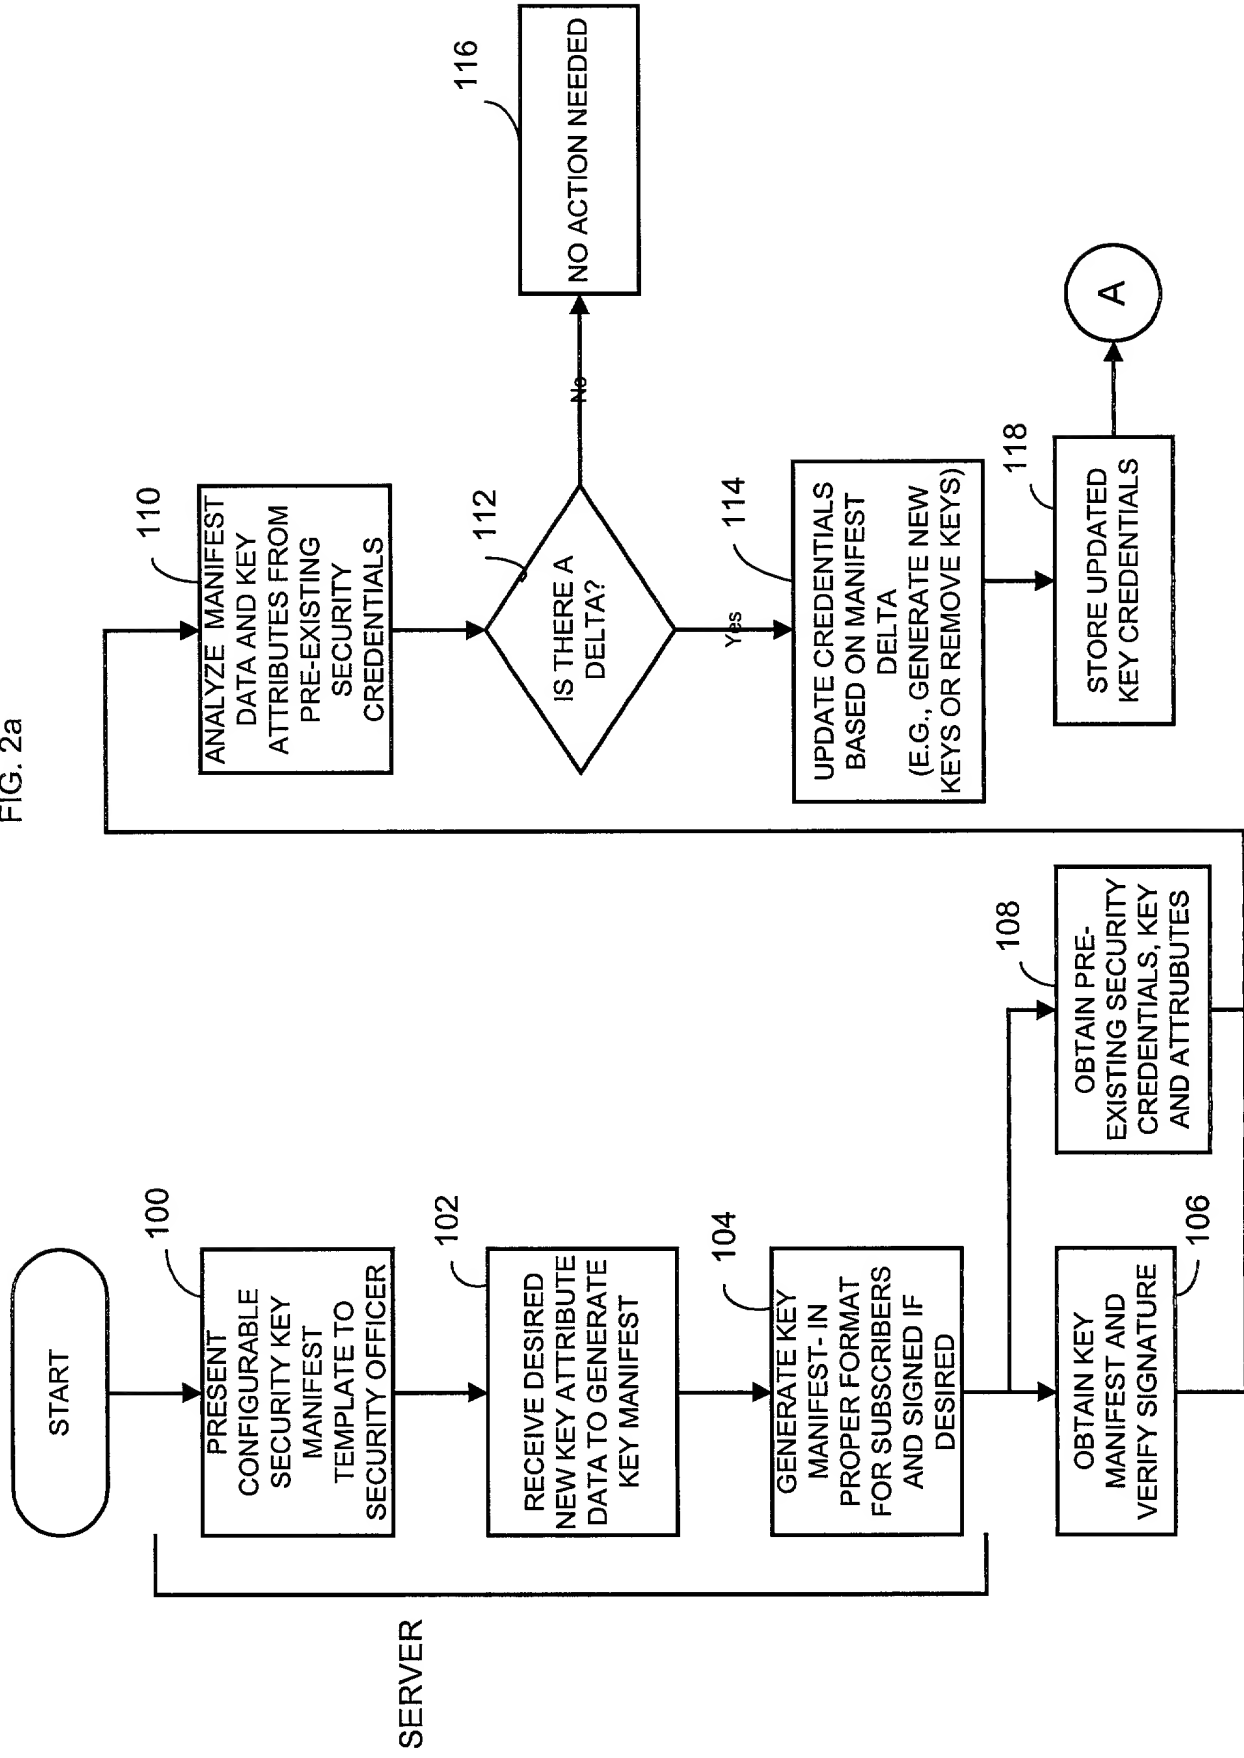 FIG. 2a
START
100
PRESENT
CONFIGURABLE
SECURITY KEY
MANIFEST
TEMPLATE TO
SECURITY OFFICER
102
RECEIVE DESIRED
NEW KEY ATTRIBUTE
DATA TO GENERATE
KEY MANIFEST
104
GENERATE KEY
MANIFEST- IN
PROPER FORMAT
FOR SUBSCRIBERS
AND SIGNED IF
DESIRED
SERVER
106
OBTAIN KEY
MANIFEST AND
VERIFY SIGNATURE
108
OBTAIN PRE-
EXISTING SECURITY
CREDENTIALS, KEY
AND ATTRUBUTES
110
ANALYZE MANIFEST
DATA AND KEY
ATTRIBUTES FROM
PRE-EXISTING
SECURITY
CREDENTIALS
112
IS THERE A
DELTA?
No
116
NO ACTION NEEDED
Yes
114
UPDATE CREDENTIALS
BASED ON MANIFEST
DELTA
(E.G., GENERATE NEW
KEYS OR REMOVE KEYS)
118
STORE UPDATED
KEY CREDENTIALS
A